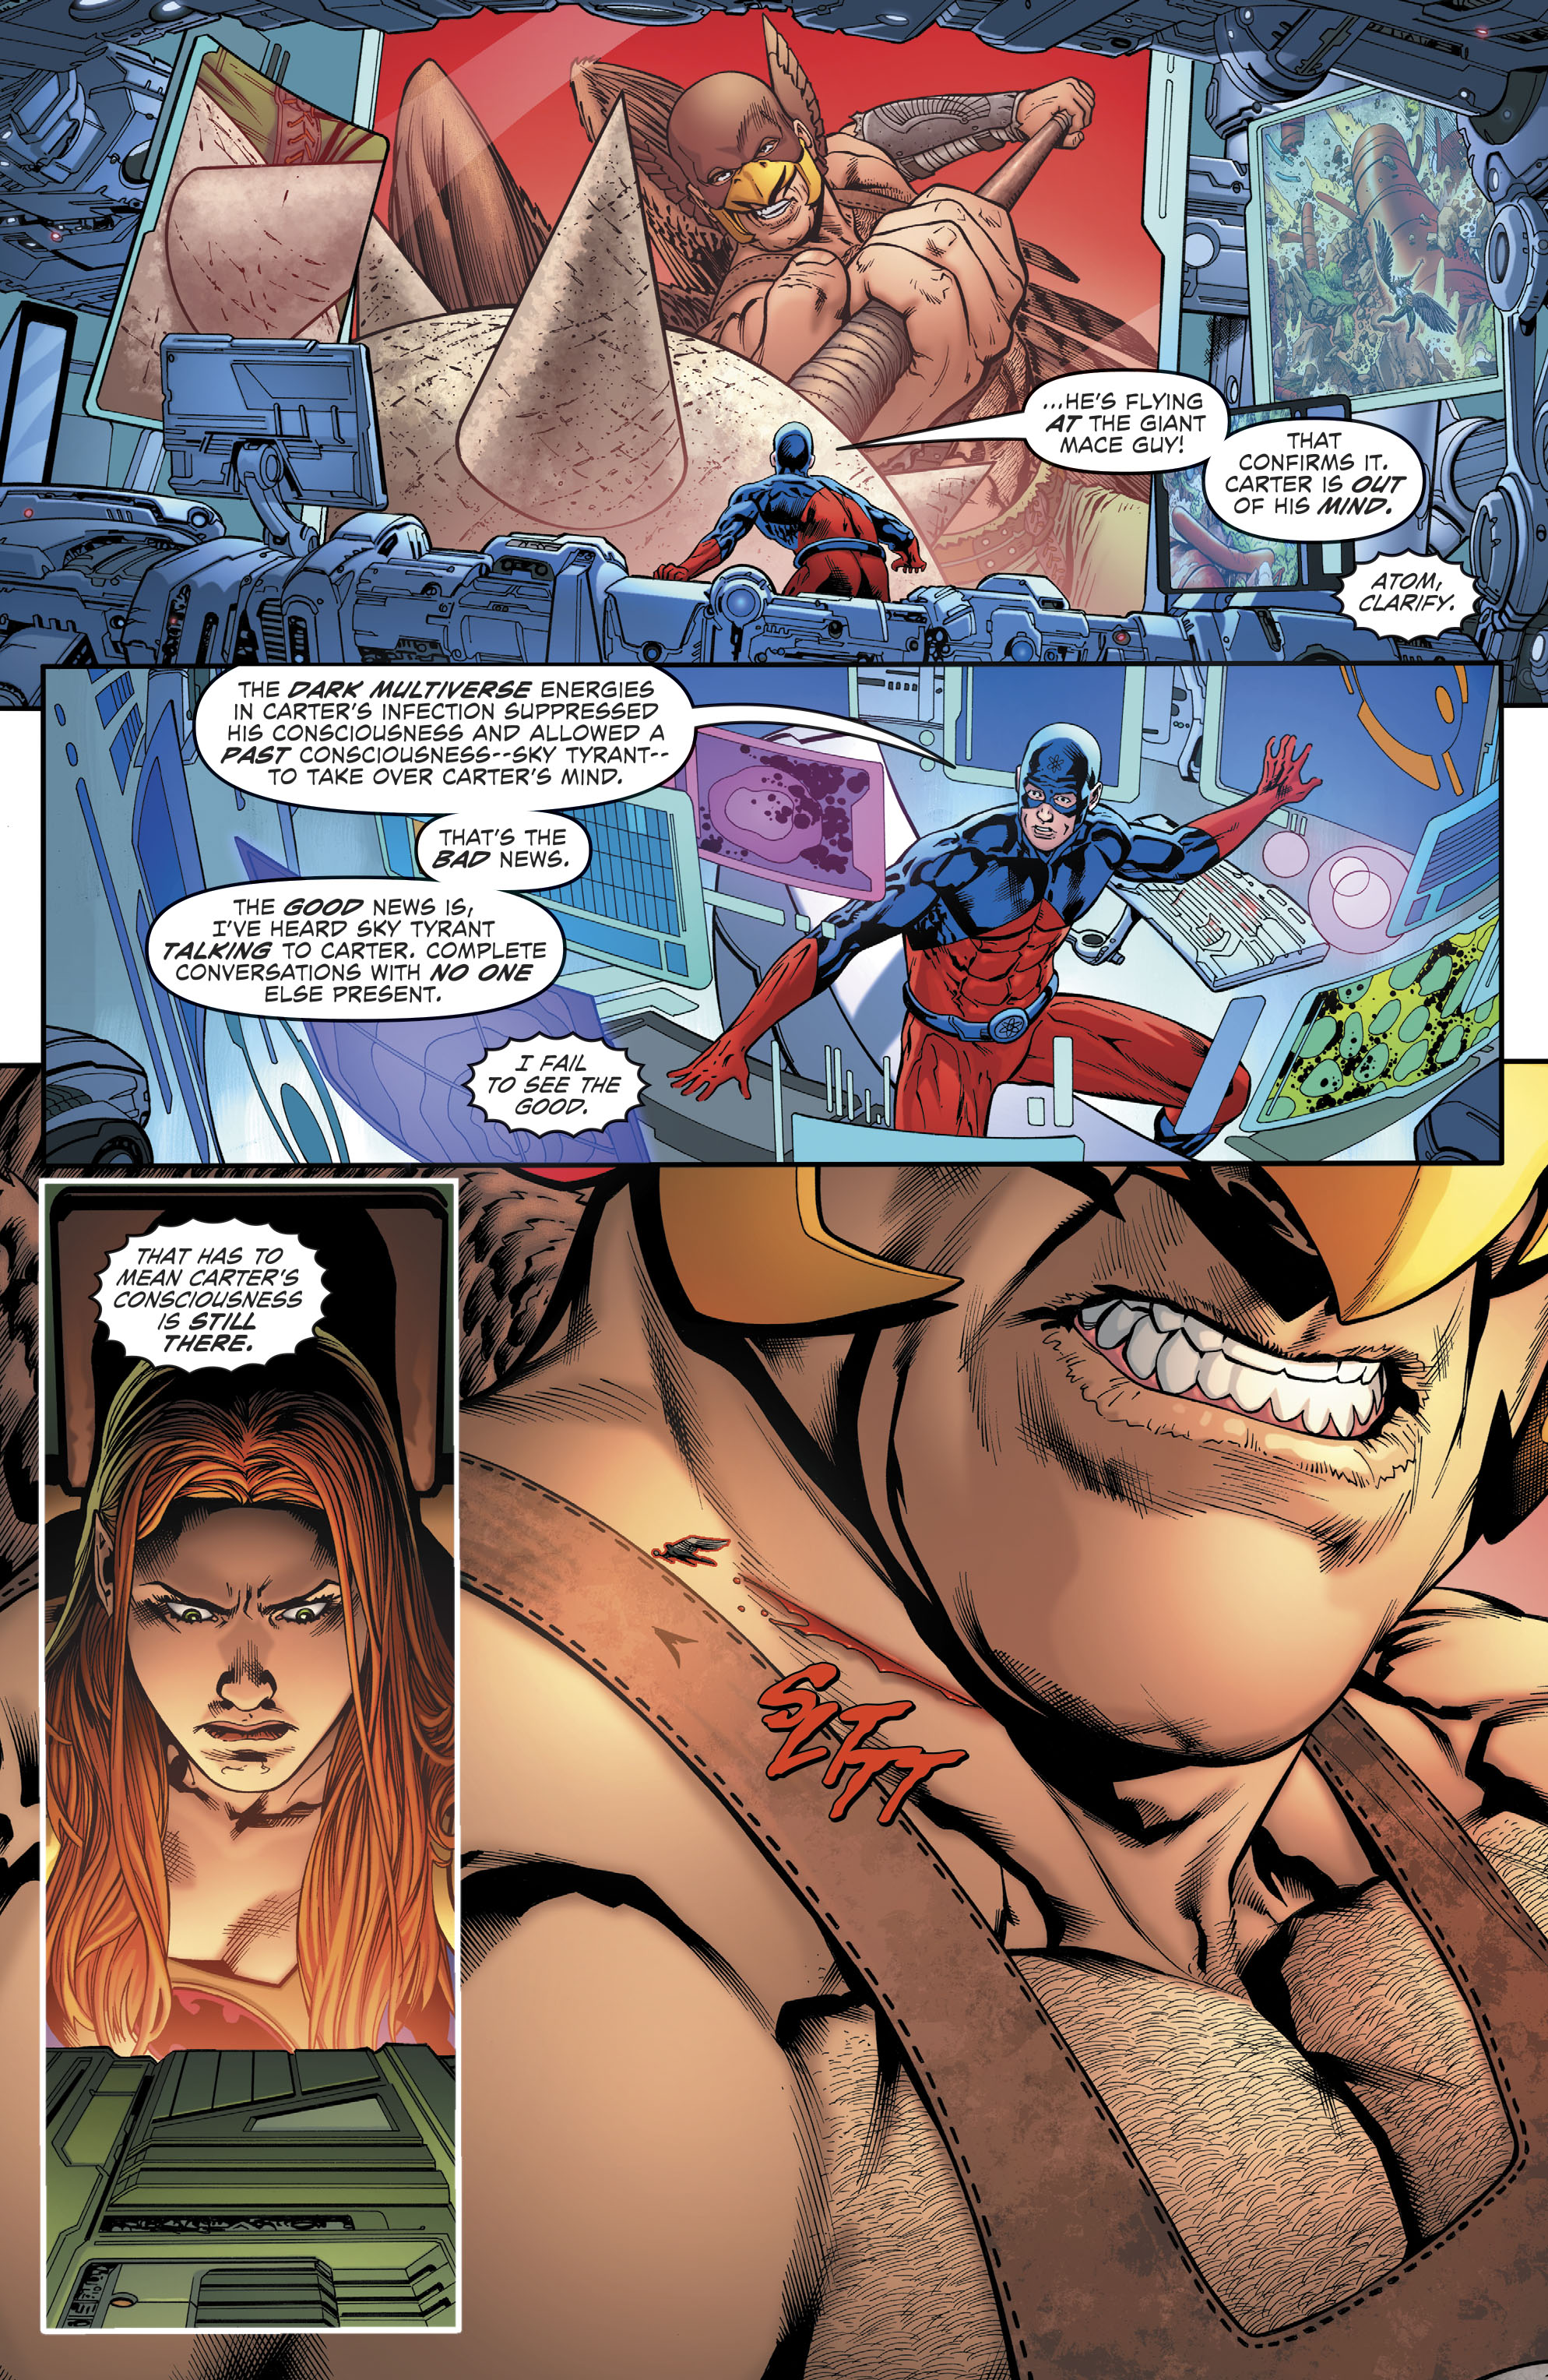 ...HE'S FLYING
AT THE GIANT
MACE GUY!
THAT
CONFIRMS IT.
CARTER IS OUT
OF HIS MIND.
ATOM,
CLARIFY.
THE DARK MULTIVERSE ENERGIES
IN CARTER'S INFECTION SUPPRESSED
HIS CONSCIOUSNESS AND ALLOWED A
PAST CONSCIOUSNESS--SKY TYRANT--
TO TAKE OVER CARTER'S MIND.
THAT'S THE
BAD NEWS.
THE GOOD NEWS IS,
I'VE HEARD SKY TYRANT
TALKING TO CARTER. COMPLETE
CONVERSATIONS WITH NO ONE
ELSE PRESENT.
I FAIL
TO SEE THE
GOOD.
THAT HAS TO
MEAN CARTER'S
CONSCIOUSNESS
IS STILL
THERE.
SLTTTT